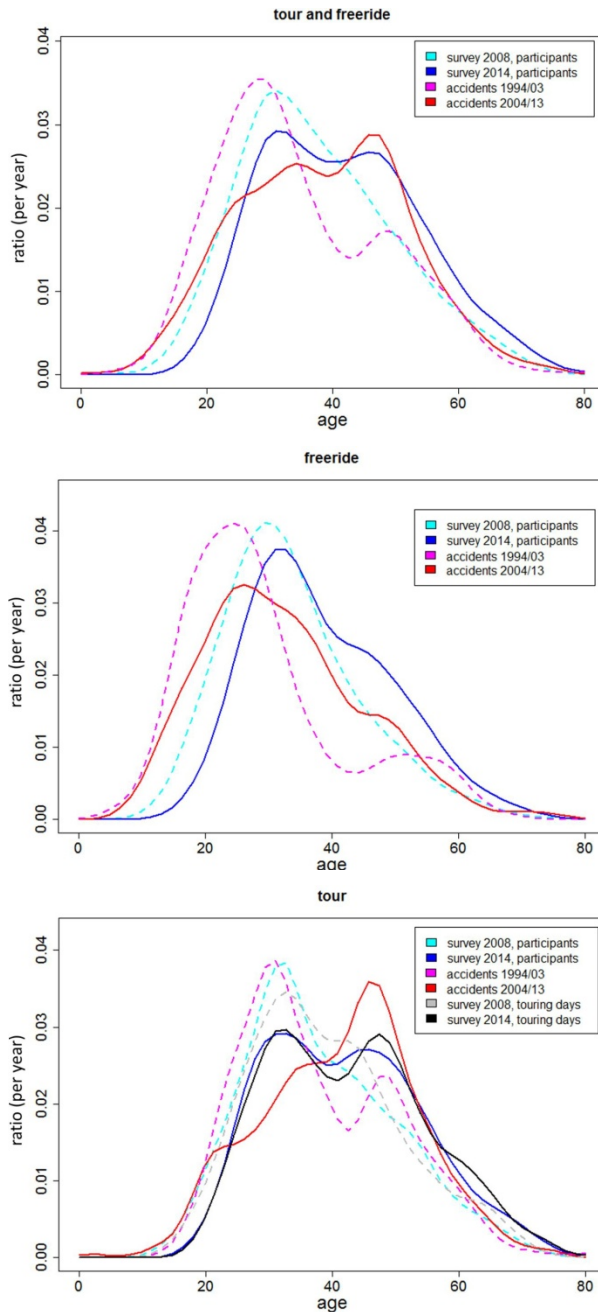 tour and freeride
survey 2008, participants
survey 2014, participants
accidents 1994/03
accidents 2004/13
ratio (per year)
0.04
0.03
0.02
0.01
0.00
0 20 40 60 80
age
freeride
survey 2008, participants
survey 2014, participants
accidents 1994/03
accidents 2004/13
ratio (per year)
0.04
0.03
0.02
0.01
0.00
0 20 40 60 80
age
tour
survey 2008, participants
survey 2014, participants
accidents 1994/03
accidents 2004/13
survey 2008, touring days
survey 2014, touring days
ratio (per year)
0.04
0.03
0.02
0.01
0.00
0 20 40 60 80
age